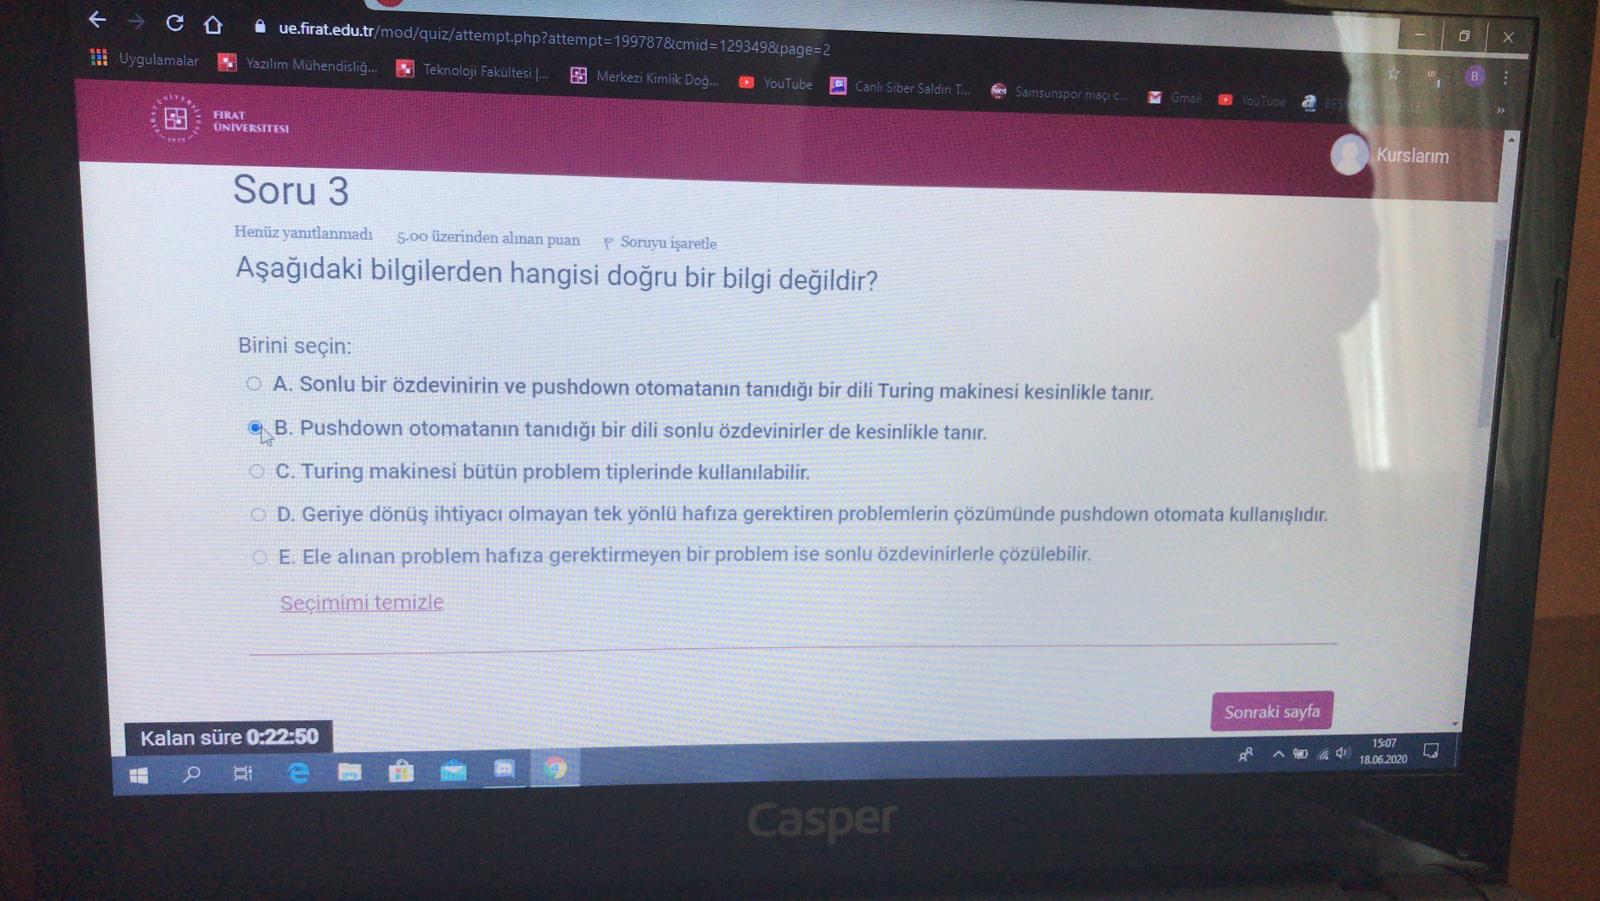 ue.firat.edu.tr/mod/quiz/attempt.php?attempt=199787&cmid=129349&page=2
Uygulamalar Yazılım Mühendisliğ... Teknoloji Fakültesi |... Merkezi Kimlik Doğ... YouTube Canlı Siber Saldırı T... Samsunspor maçı c... Gmail YouTube
B
»
FIRAT
ÜNİVERSİTESİ
Kurslarım
Soru 3
Henüz yanıtlanmadı 5.00 üzerinden alınan puan Soruyu işaretle
Aşağıdaki bilgilerden hangisi doğru bir bilgi değildir?
Birini seçin:
A. Sonlu bir özdevinirin ve pushdown otomatanın tanıdığı bir dili Turing makinesi kesinlikle tanır.
B. Pushdown otomatanın tanıdığı bir dili sonlu özdevinirler de kesinlikle tanır.
C. Turing makinesi bütün problem tiplerinde kullanılabilir.
D. Geriye dönüş ihtiyacı olmayan tek yönlü hafıza gerektiren problemlerin çözümünde pushdown otomata kullanışlıdır.
E. Ele alınan problem hafıza gerektirmeyen bir problem ise sonlu özdevinirlerle çözülebilir.
Seçimimi temizle
Sonraki sayfa
Kalan süre 0:22:50
15:07
18.06.2020
Casper